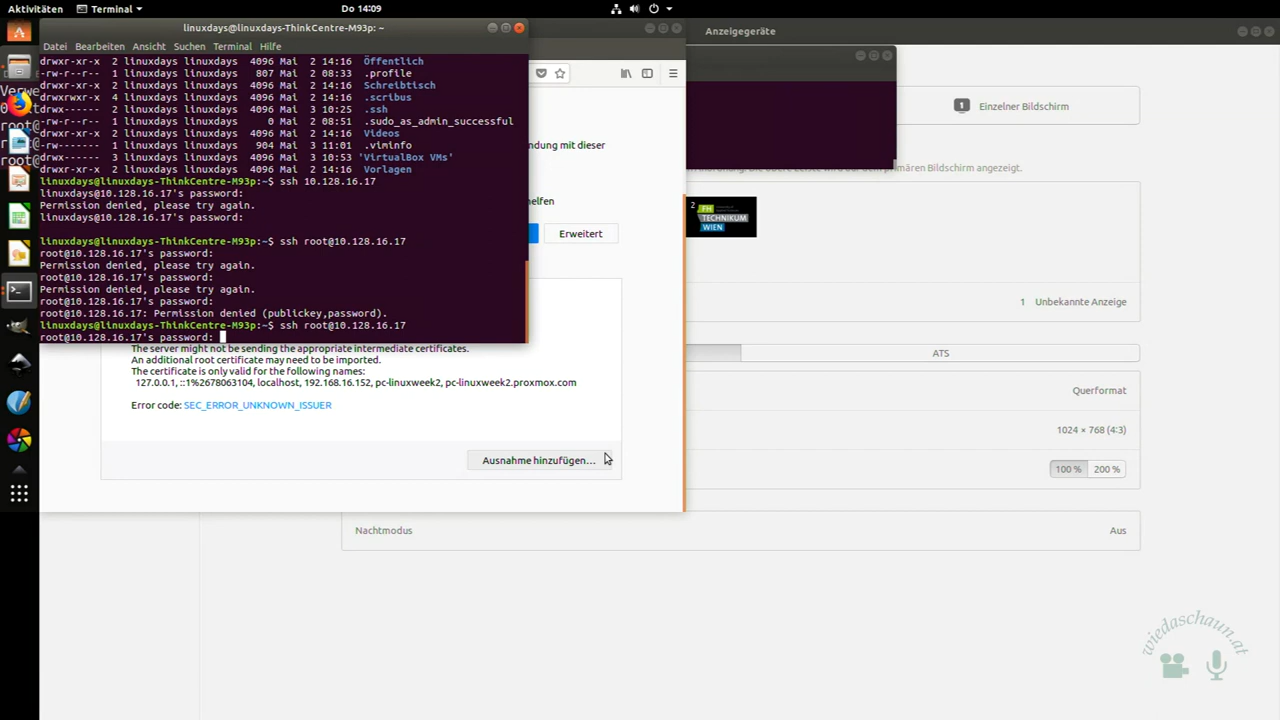 Aktivitäten
Terminal
Do 14:09
linuxdays@linuxdays-ThinkCentre-M93p: ~
Datei Bearbeiten Ansicht Suchen Terminal Hilfe
drwxr-xr-x 2 linuxdays linuxdays 4096 Mai 2 14:16 Öffentlich
-rw-r--r-- 1 linuxdays linuxdays 807 Mai 2 08:33 .profile
drwxr-xr-x 2 linuxdays linuxdays 4096 Mai 2 14:16 Schreibtisch
drwxrwxr-x 4 linuxdays linuxdays 4096 Mai 2 14:16 .scribus
drwx------ 2 linuxdays linuxdays 4096 Mai 3 10:25 .ssh
-rw-r--r-- 1 linuxdays linuxdays 0 Mai 2 08:51 .sudo_as_admin_successful
drwxr-xr-x 2 linuxdays linuxdays 4096 Mai 2 14:16 Videos
-rw------- 1 linuxdays linuxdays 904 Mai 3 11:01 .viminfo
drwx------ 3 linuxdays linuxdays 4096 Mai 3 10:53 'VirtualBox VMs'
drwxr-xr-x 2 linuxdays linuxdays 4096 Mai 2 14:16 Vorlagen
linuxdays@linuxdays-ThinkCentre-M93p:~$ ssh 10.128.16.17
linuxdays@10.128.16.17's password:
Permission denied, please try again.
linuxdays@10.128.16.17's password:
linuxdays@linuxdays-ThinkCentre-M93p:~$ ssh root@10.128.16.17
root@10.128.16.17's password:
Permission denied, please try again.
root@10.128.16.17's password:
Permission denied, please try again.
root@10.128.16.17's password:
root@10.128.16.17: Permission denied (publickey,password).
linuxdays@linuxdays-ThinkCentre-M93p:~$ ssh root@10.128.16.17
root@10.128.16.17's password:
ndung mit dieser
elfen
Erweitert
The server might not be sending the appropriate intermediate certificates.
An additional root certificate may need to be imported.
The certificate is only valid for the following names:
127.0.0.1, ::1%2678063104, localhost, 192.168.16.152, pc-linuxweek2, pc-linuxweek2.proxmox.com
Error code: SEC_ERROR_UNKNOWN_ISSUER
Ausnahme hinzufügen...
Anzeigegeräte
1 Einzelner Bildschirm
primären Bildschirm angezeigt.
2
FH
TECHNIKUM
WIEN
1 Unbekannte Anzeige
ATS
Querformat
1024 × 768 (4:3)
100 % 200 %
Nachtmodus Aus
wiedaschaun.at